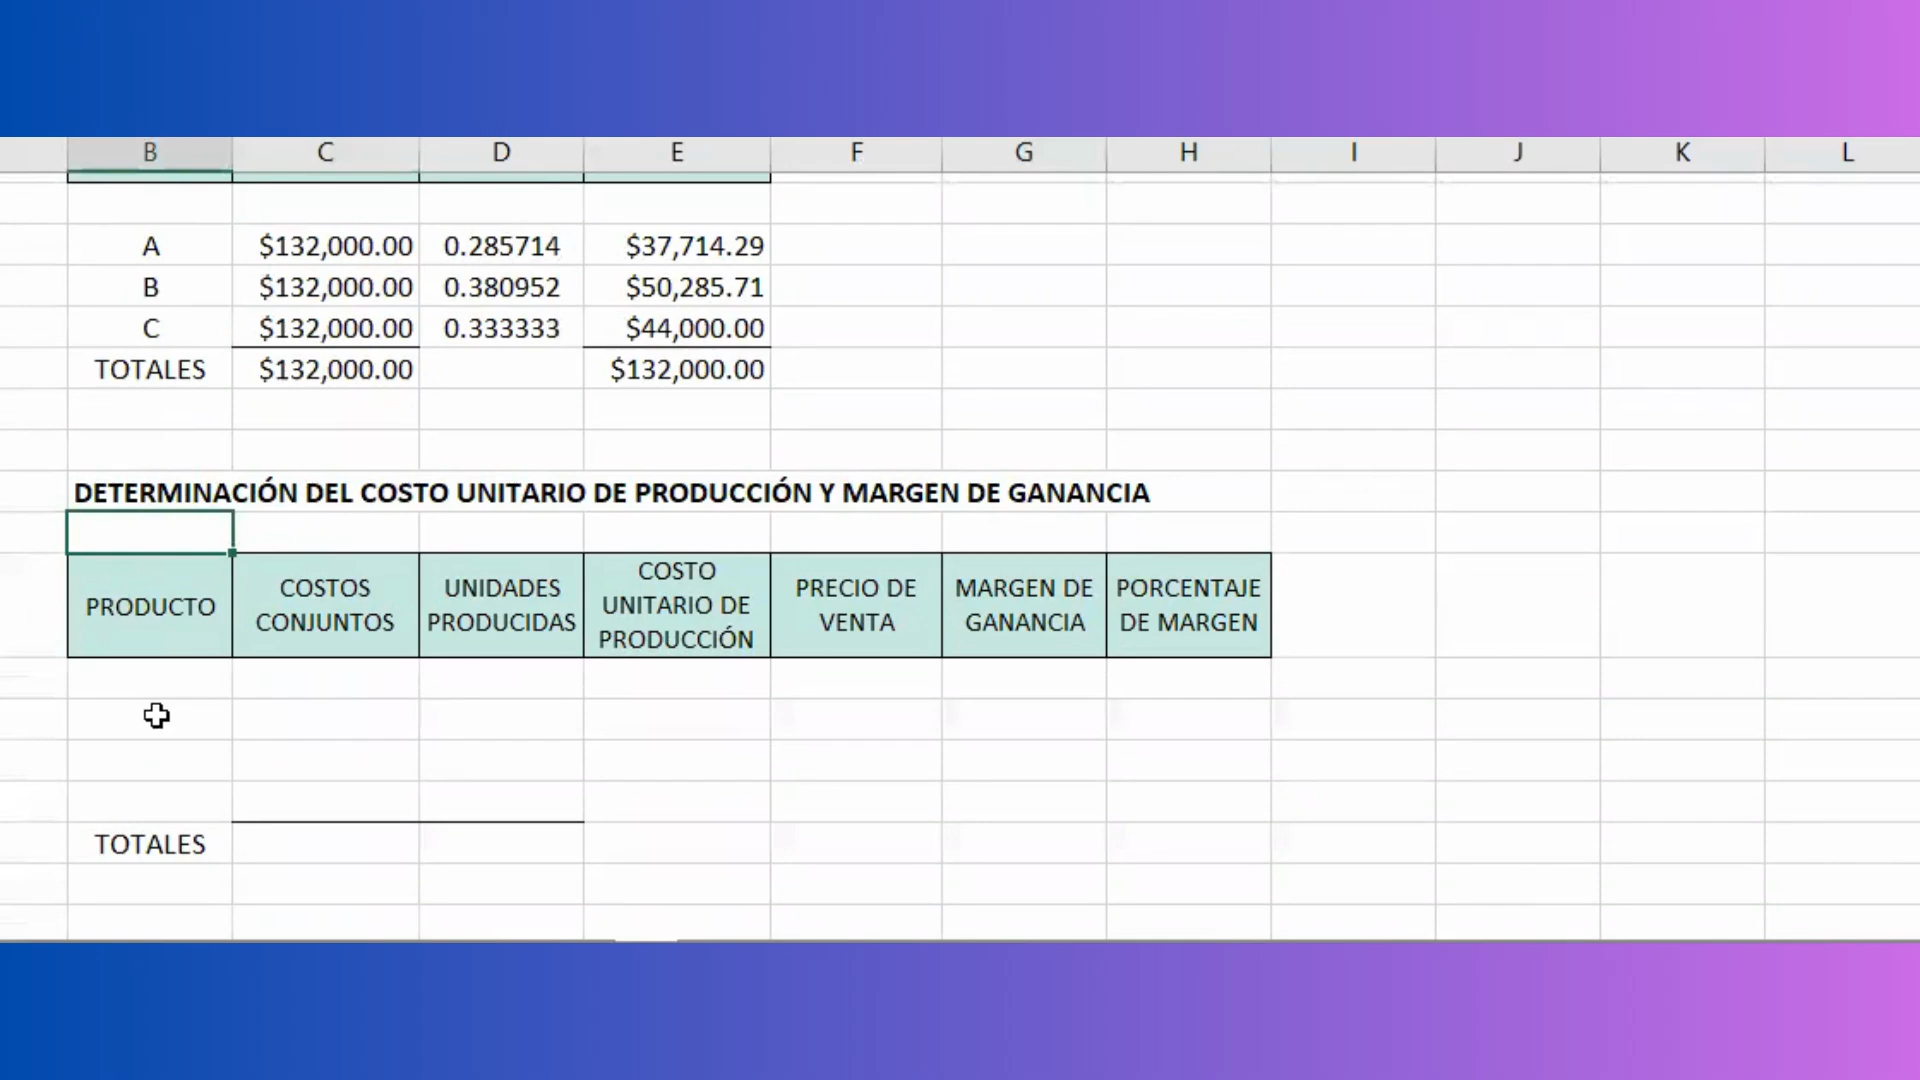 B C D E F G H I J K L
A $132,000.00 0.285714 $37,714.29
B $132,000.00 0.380952 $50,285.71
C $132,000.00 0.333333 $44,000.00
TOTALES $132,000.00 $132,000.00
DETERMINACIÓN DEL COSTO UNITARIO DE PRODUCCIÓN Y MARGEN DE GANANCIA
PRODUCTO
COSTOS
CONJUNTOS
UNIDADES
PRODUCIDAS
COSTO
UNITARIO DE
PRODUCCIÓN
PRECIO DE
VENTA
MARGEN DE
GANANCIA
PORCENTAJE
DE MARGEN
TOTALES